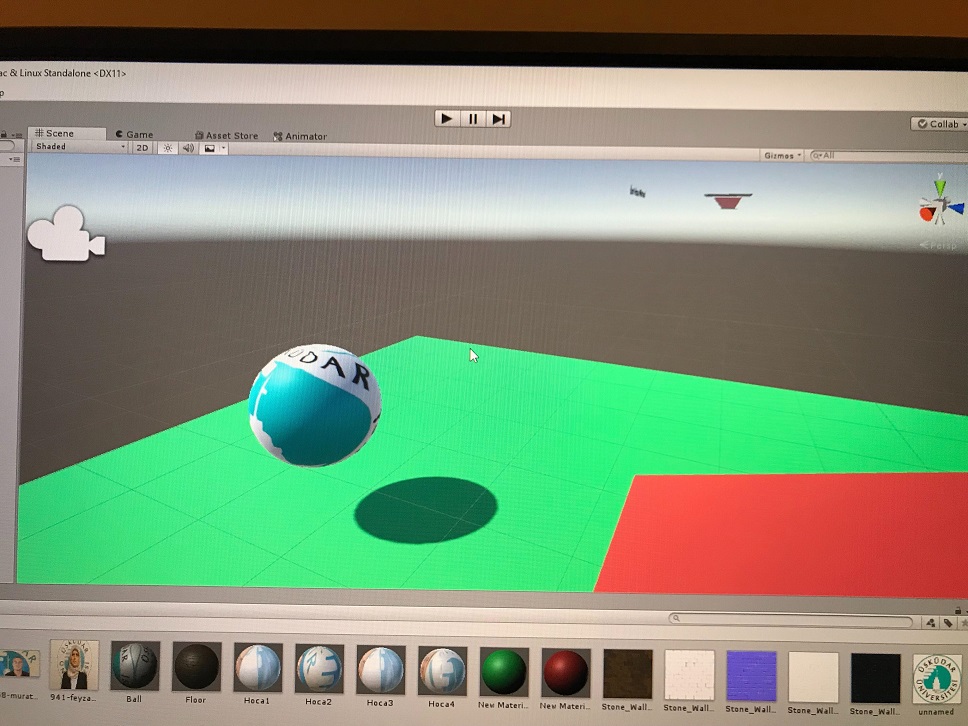 ac & Linux Standalone <DX11>
p
Collab
Scene Game Asset Store Animator
Shaded 2D Gizmos All
Persp
DAR
941-feyza... Ball Floor Hoca1 Hoca2 Hoca3 Hoca4 New Materi.. New Materi.. Stone_Wall.. Stone_Wall.. Stone_Wall.. Stone_Wall.. Stone_Wall.. unnamed
ÜSKÜDAR
ÜNİVERSİTESİ